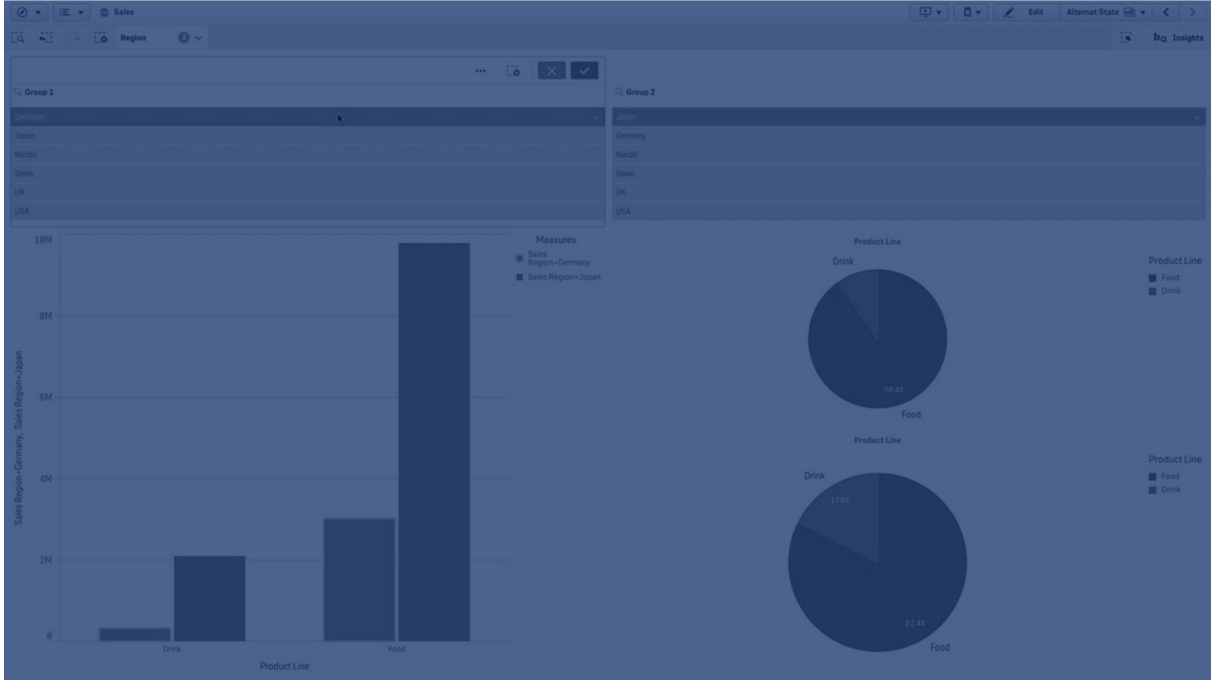 Sales
Edit
Alternat State
Region
2
Insights
Group 1
Germany
Japan
Nordic
Spain
UK
USA
Group 2
Japan
Germany
Nordic
Spain
UK
USA
Sales Region=Germany, Sales Region=Japan
10M
8M
6M
4M
2M
0
Drink
Food
Product Line
Measures
Sales
Region=Germany
Sales Region=Japan
Product Line
Drink
Food
Product Line
Food
Drink
Product Line
Drink
17.6%
82.4%
Food
Product Line
Food
Drink